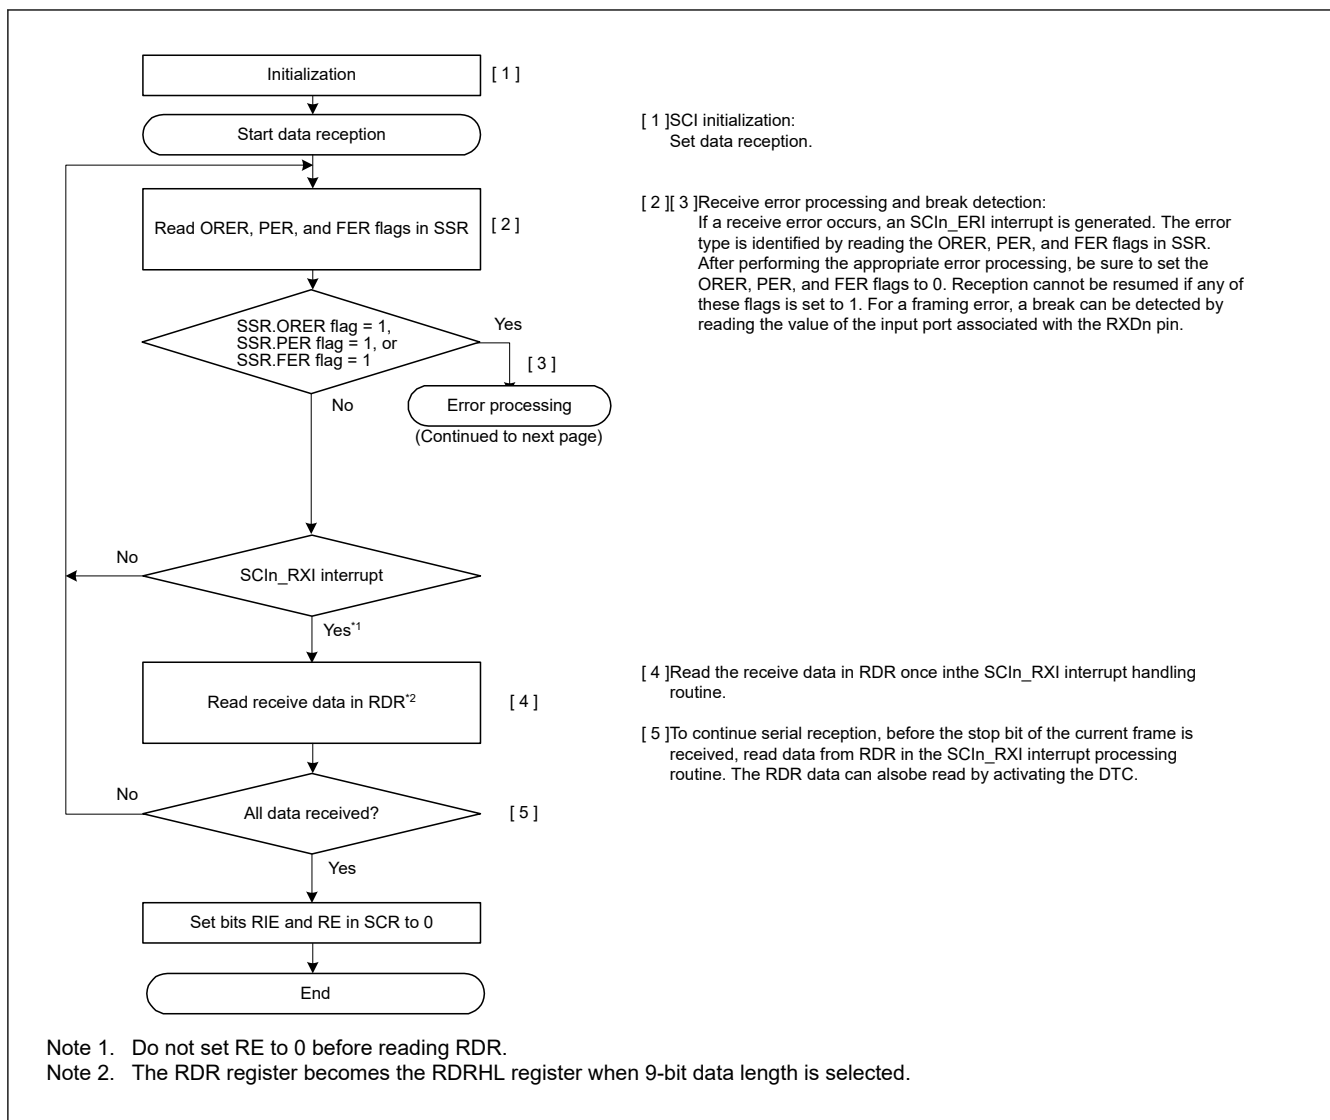 Initialization
[ 1 ]
Start data reception
[ 1 ]SCI initialization:
Set data reception.
Read ORER, PER, and FER flags in SSR
[ 2 ]
[ 2 ][ 3 ]Receive error processing and break detection:
If a receive error occurs, an SCIn_ERI interrupt is generated. The error
type is identified by reading the ORER, PER, and FER flags in SSR.
After performing the appropriate error processing, be sure to set the
ORER, PER, and FER flags to 0. Reception cannot be resumed if any of
these flags is set to 1. For a framing error, a break can be detected by
reading the value of the input port associated with the RXDn pin.
SSR.ORER flag = 1,
SSR.PER flag = 1, or
SSR.FER flag = 1
Yes
[ 3 ]
No
Error processing
(Continued to next page)
No
SCIn_RXI interrupt
Yes*1
Read receive data in RDR*2
[ 4 ]
[ 4 ]Read the receive data in RDR once inthe SCIn_RXI interrupt handling
routine.
[ 5 ]To continue serial reception, before the stop bit of the current frame is
received, read data from RDR in the SCIn_RXI interrupt processing
routine. The RDR data can alsobe read by activating the DTC.
No
All data received?
[ 5 ]
Yes
Set bits RIE and RE in SCR to 0
End
Note 1. Do not set RE to 0 before reading RDR.
Note 2. The RDR register becomes the RDRHL register when 9-bit data length is selected.